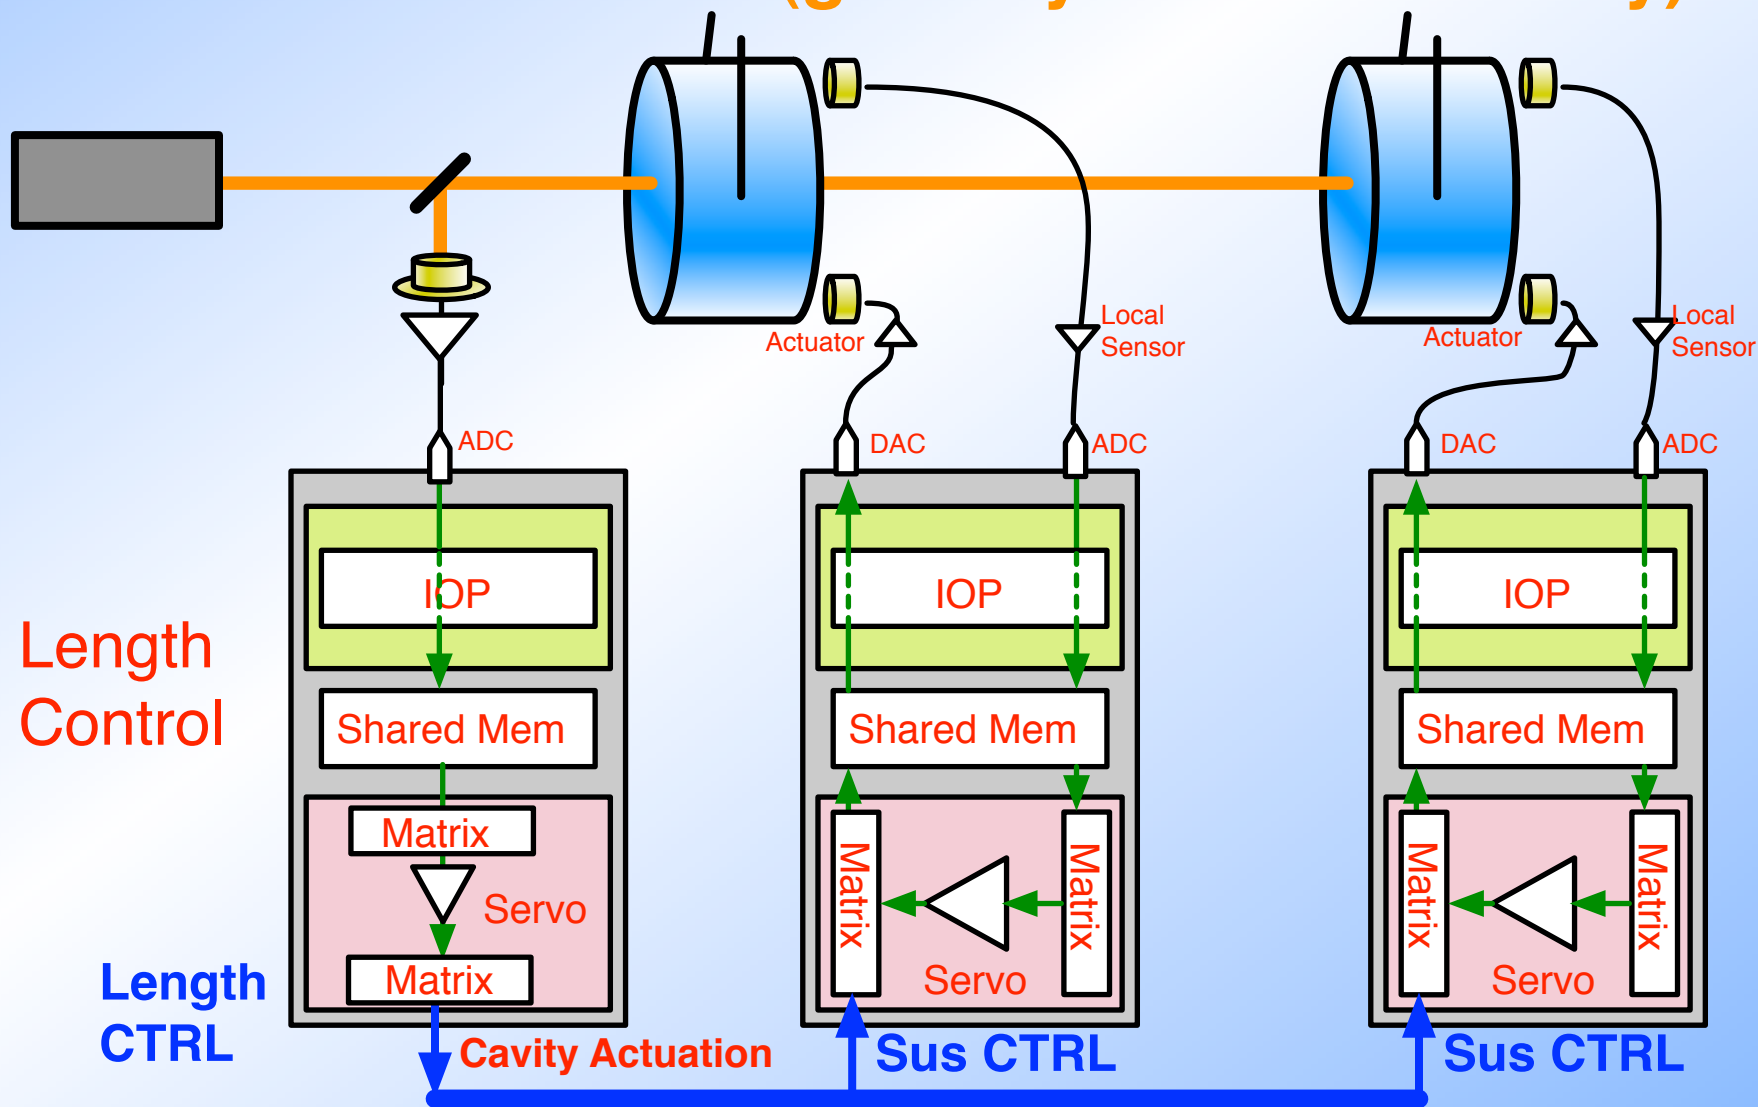 Local
Sensor
Actuator
Local
Sensor
Actuator
ADC
DAC
ADC
DAC
ADC
IOP
IOP
IOP
Length
Control
Shared Mem
Shared Mem
Shared Mem
Matrix
Servo
Matrix
Matrix
Matrix
Servo
Matrix
Matrix
Servo
Length
CTRL
Cavity Actuation
Sus CTRL
Sus CTRL